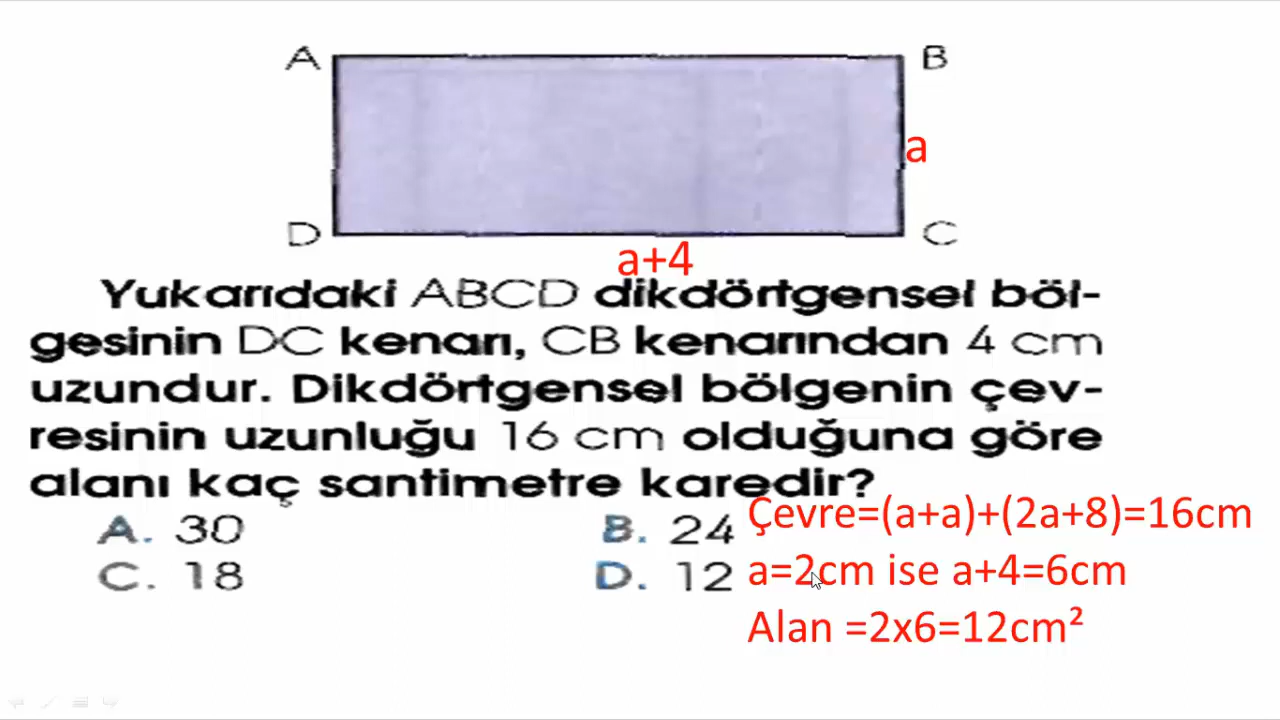 A
B
a
D
C
a+4
Yukarıdaki ABCD dikdörtgensel böl-
gesinin DC kenarı, CB kenarından 4 cm
uzundur. Dikdörtgensel bölgenin çev-
resinin uzunluğu 16 cm olduğuna göre
alanı kaç santimetre karedir?
A. 30
B. 24
C. 18
D. 12
Çevre=(a+a)+(2a+8)=16cm
a=2cm ise a+4=6cm
Alan =2x6=12cm²